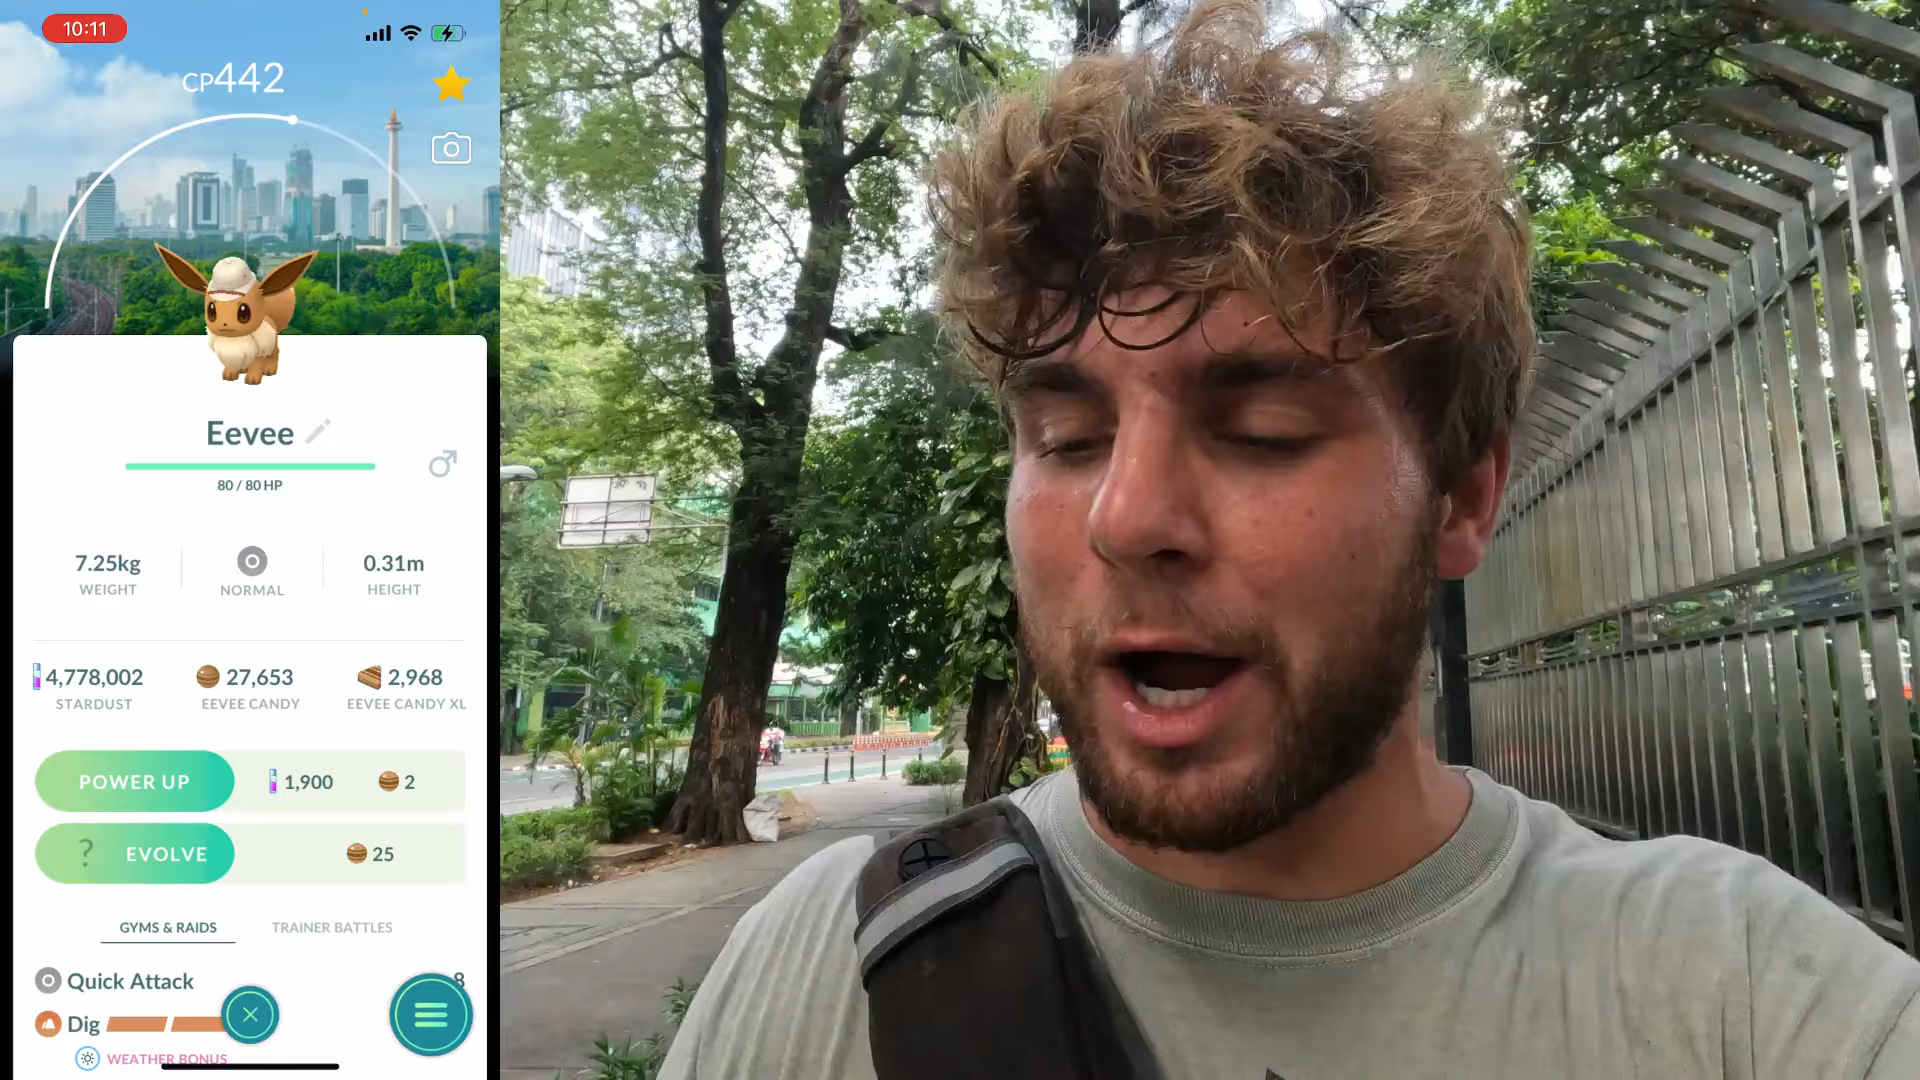 10:11
CP442
Eevee
80 / 80 HP
7.25kg
WEIGHT
NORMAL
0.31m
HEIGHT
4,778,002
STARDUST
27,653
EEVEE CANDY
2,968
EEVEE CANDY XL
POWER UP
1,900
2
? EVOLVE
25
GYMS & RAIDS
TRAINER BATTLES
Quick Attack
8
Dig
WEATHER BONUS